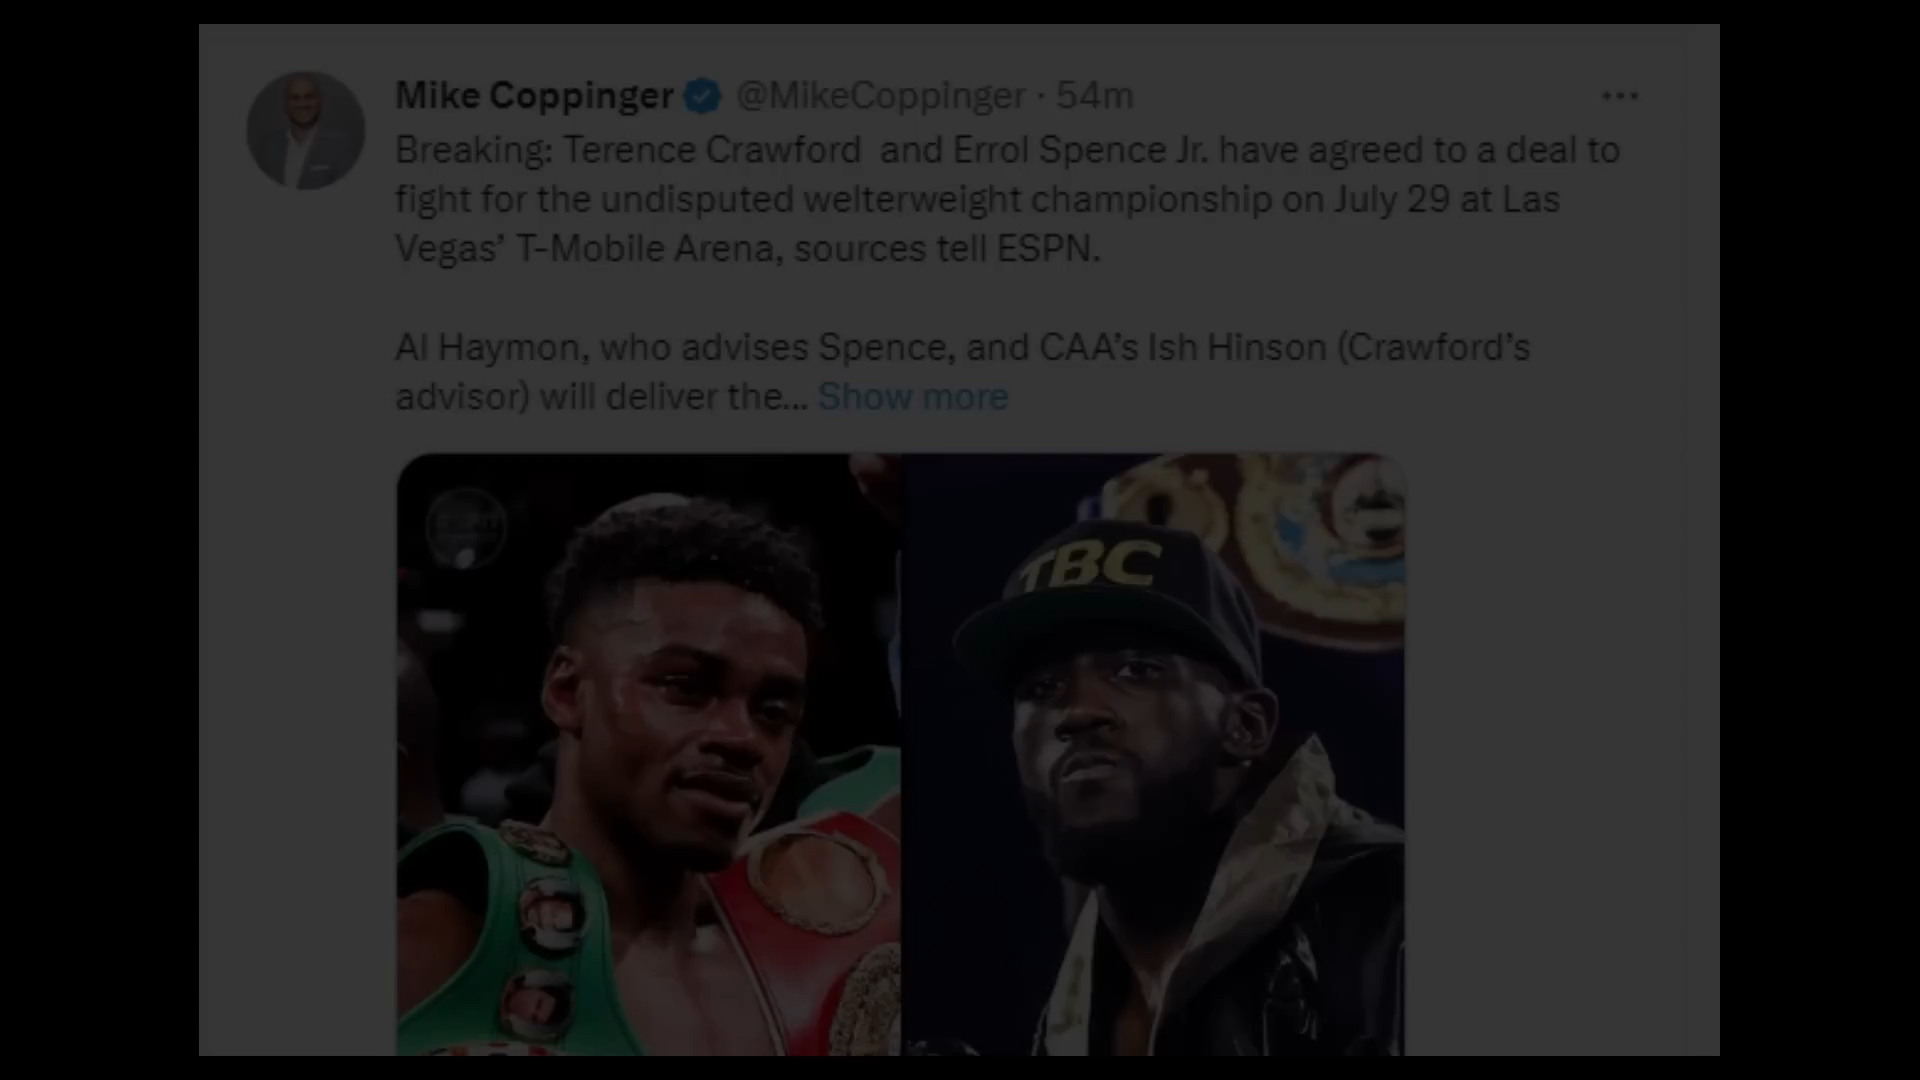 Mike Coppinger @MikeCoppinger · 54m
Breaking: Terence Crawford  and Errol Spence Jr. have agreed to a deal to
fight for the undisputed welterweight championship on July 29 at Las
Vegas’ T-Mobile Arena, sources tell ESPN.
Al Haymon, who advises Spence, and CAA’s Ish Hinson (Crawford’s
advisor) will deliver the... Show more
TBC